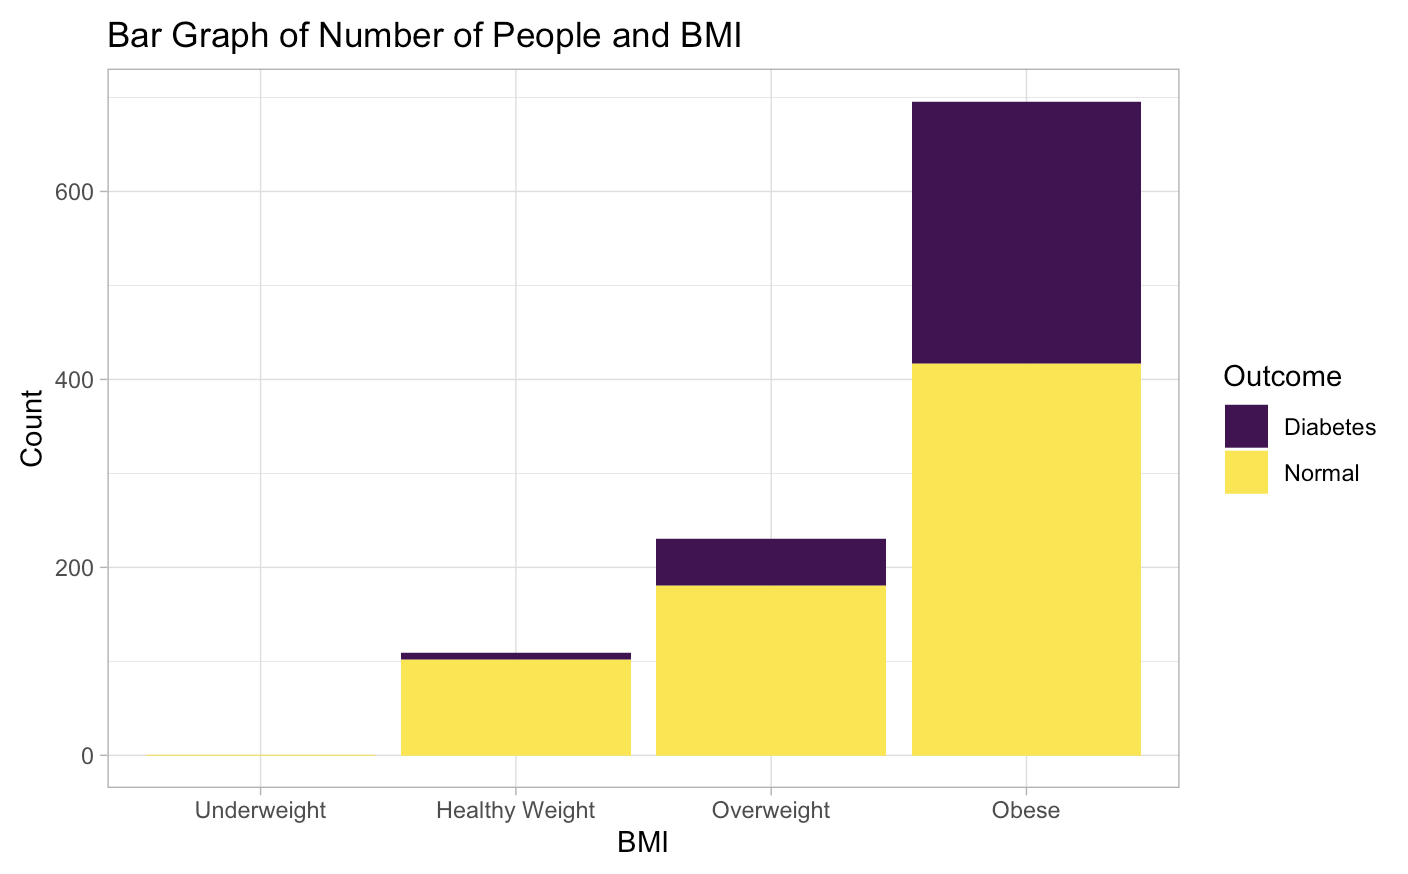 Bar Graph of Number of People and BMI
600
400
200
0
Count
Underweight
Healthy Weight
Overweight
Obese
BMI
Outcome
Diabetes
Normal